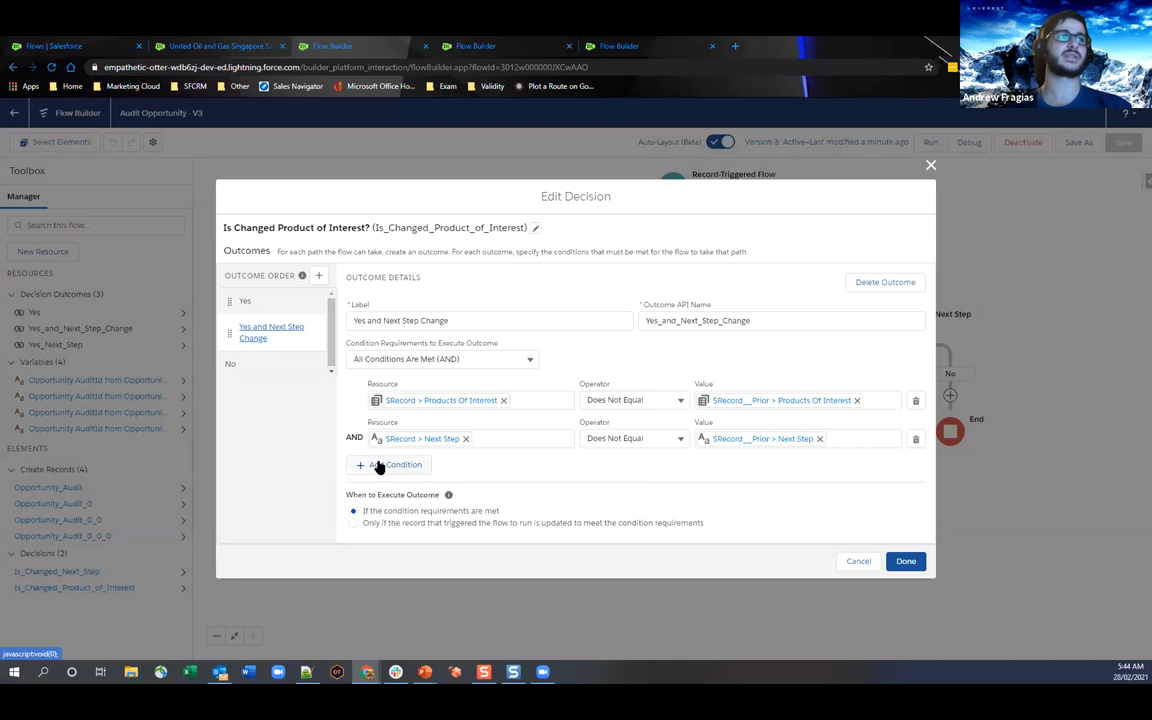 LEVEREST
Andrew Fragias
Flows | Salesforce
United Oil and Gas Singapore Sc
Flow Builder
Flow Builder
Flow Builder
empathetic-otter-wdb6zj-dev-ed.lightning.force.com/builder_platform_interaction/flowBuilder.app?flowId=3012w000000JXCwAAO
Apps
Home
Marketing Cloud
SFCRM
Other
Sales Navigator
Microsoft Office Ho...
Exam
Validity
Plot a Route on Go...
Flow Builder
Audit Opportunity - V3
?
Select Elements
Auto-Layout (Beta)
Version 3: Active—Last modified a minute ago
Run
Debug
Deactivate
Save As
Save
Toolbox
Manager
Search this flow...
New Resource
RESOURCES
Decision Outcomes (3)
Yes
Yes_and_Next_Step_Change
Yes_Next_Step
Variables (4)
Opportunity AuditId from Opportuni...
Opportunity AuditId from Opportuni...
Opportunity AuditId from Opportuni...
Opportunity AuditId from Opportuni...
ELEMENTS
Create Records (4)
Opportunity_Audit
Opportunity_Audit_0
Opportunity_Audit_0_0
Opportunity_Audit_0_0_0
Decisions (2)
Is_Changed_Next_Step
Is_Changed_Product_of_Interest
Record-Triggered Flow
Edit Decision
Is Changed Product of Interest? (Is_Changed_Product_of_Interest)
Outcomes For each path the flow can take, create an outcome. For each outcome, specify the conditions that must be met for the flow to take that path.
OUTCOME ORDER
Yes
Yes and Next Step
Change
No
OUTCOME DETAILS
Delete Outcome
* Label
* Outcome API Name
Yes and Next Step Change
Yes_and_Next_Step_Change
Condition Requirements to Execute Outcome
All Conditions Are Met (AND)
Resource Operator Value
$Record > Products Of Interest Does Not Equal $Record__Prior > Products Of Interest
Resource Operator Value
AND $Record > Next Step Does Not Equal $Record__Prior > Next Step
+ Add Condition
When to Execute Outcome
If the condition requirements are met
Only if the record that triggered the flow to run is updated to meet the condition requirements
Cancel
Done
Next Step
No
End
javascript:void(0);
5:44 AM
28/02/2021